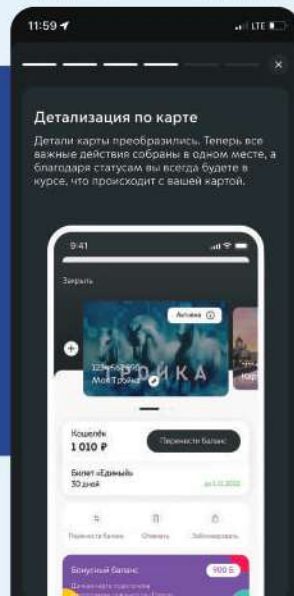 11:59
LTE
Детализация по карте
Детали карты преобразились. Теперь все
важные действия собраны в одном месте, а
благодаря статусам вы всегда будете в
курсе, что происходит с вашей картой.
9:41
Закрыть
Активна
ТРОЙКА
Моя Тройка
Кошелёк
1 010 ₽
Перенести баланс
Билет «Единый»
30 дней
Перенести баланс
Отвязать
Заблокировать
Бонусный баланс
900 Б